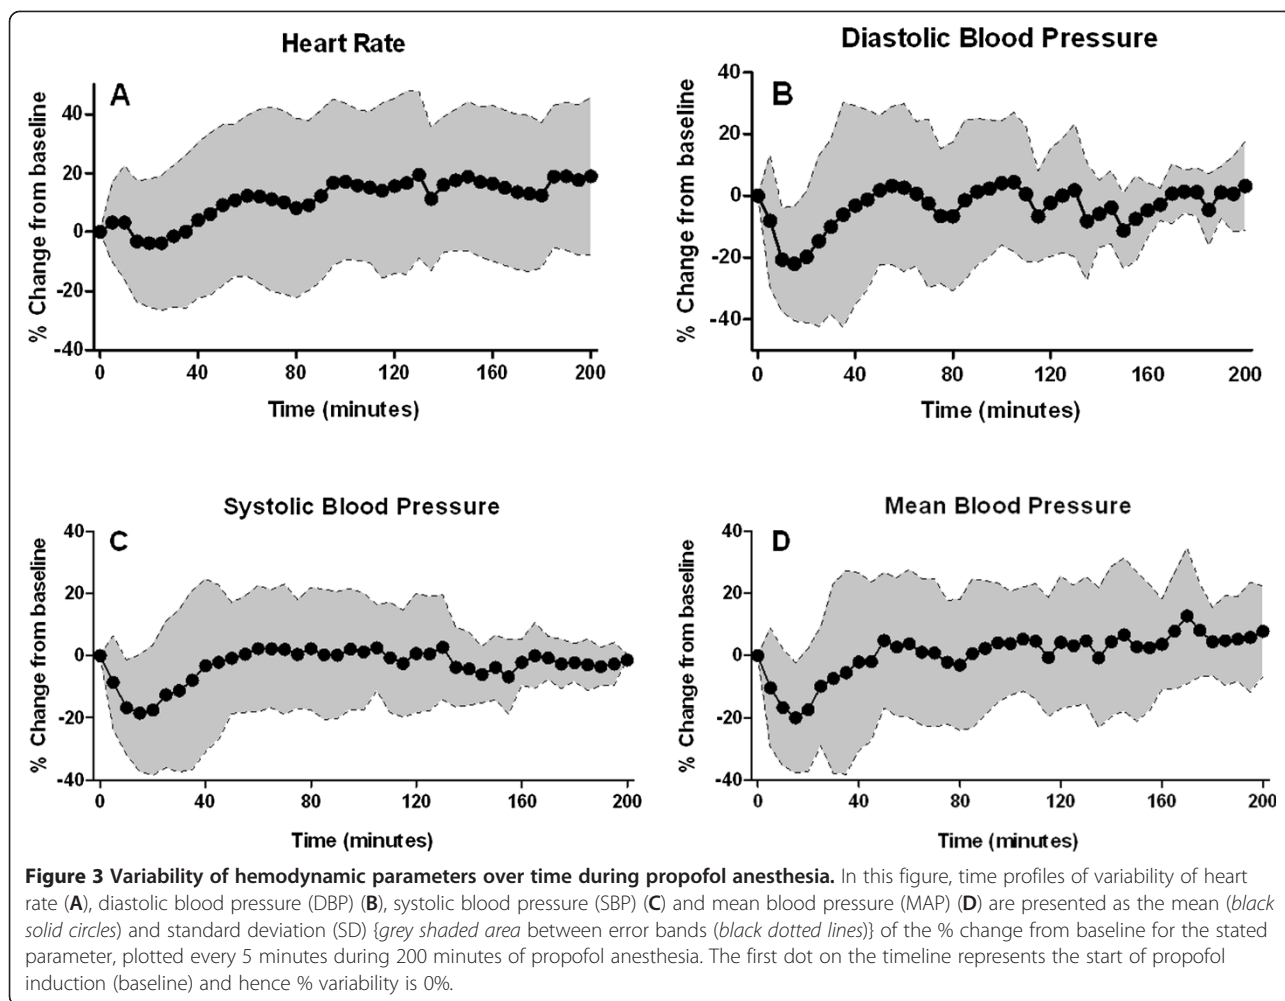 Heart Rate
A
% Change from baseline
40
20
0
-20
-40
0 40 80 120 160 200
Time (minutes)
Diastolic Blood Pressure
B
% Change from baseline
40
20
0
-20
-40
0 40 80 120 160 200
Time (minutes)
Systolic Blood Pressure
C
% Change from baseline
40
20
0
-20
-40
0 40 80 120 160 200
Time (minutes)
Mean Blood Pressure
D
% Change from baseline
40
20
0
-20
-40
0 40 80 120 160 200
Time (minutes)
Figure 3 Variability of hemodynamic parameters over time during propofol anesthesia. In this figure, time profiles of variability of heart
rate (A), diastolic blood pressure (DBP) (B), systolic blood pressure (SBP) (C) and mean blood pressure (MAP) (D) are presented as the mean (black
solid circles) and standard deviation (SD) {grey shaded area between error bands (black dotted lines)} of the % change from baseline for the stated
parameter, plotted every 5 minutes during 200 minutes of propofol anesthesia. The first dot on the timeline represents the start of propofol
induction (baseline) and hence % variability is 0%.